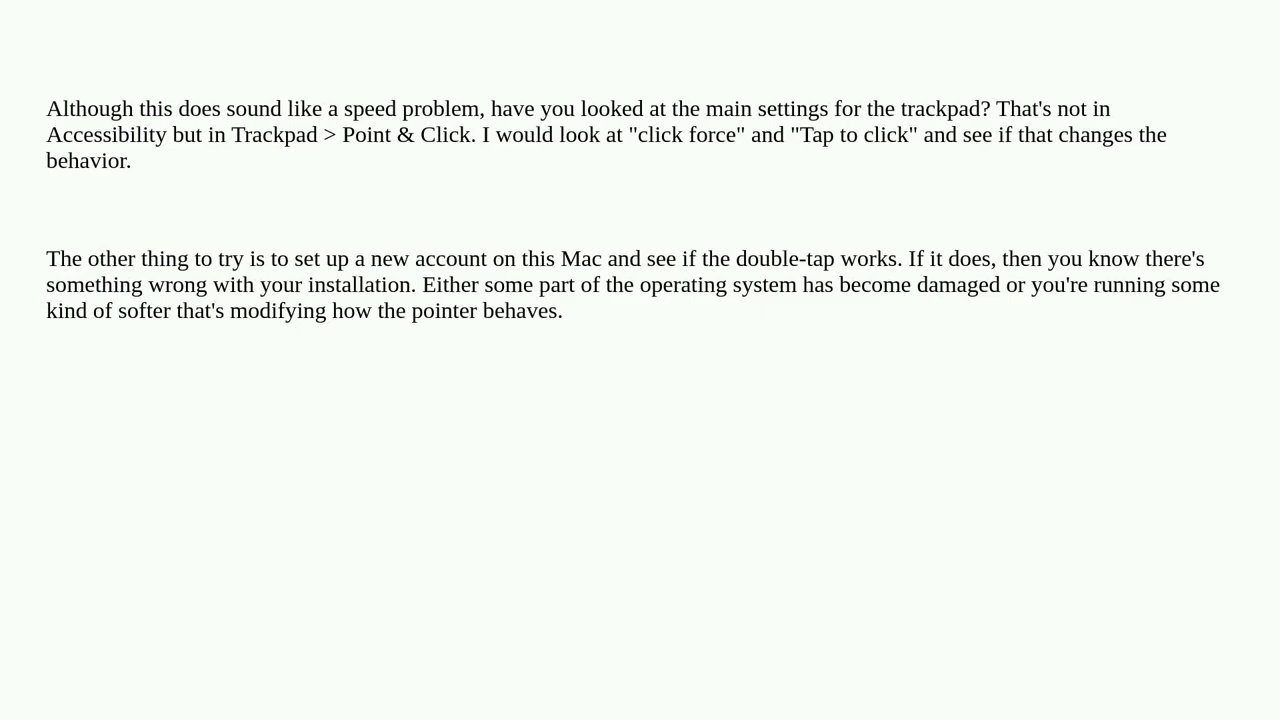 Although this does sound like a speed problem, have you looked at the main settings for the trackpad? That's not in
Accessibility but in Trackpad > Point & Click. I would look at "click force" and "Tap to click" and see if that changes the
behavior.
The other thing to try is to set up a new account on this Mac and see if the double-tap works. If it does, then you know there's
something wrong with your installation. Either some part of the operating system has become damaged or you're running some
kind of softer that's modifying how the pointer behaves.